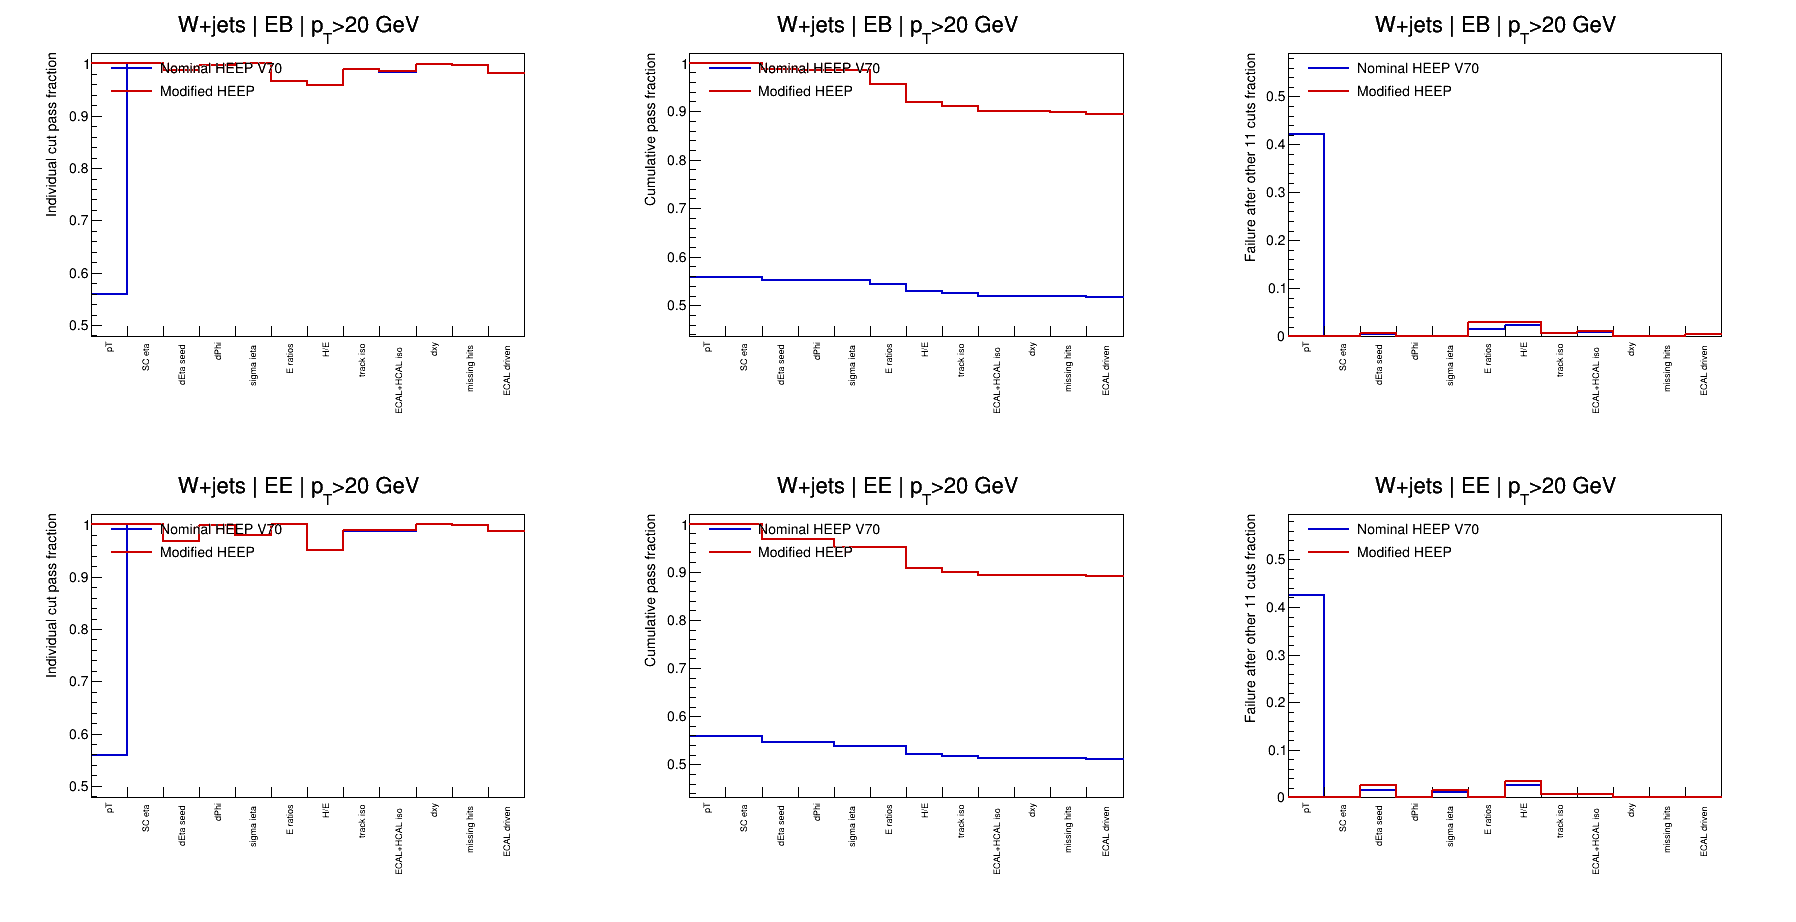 W+jets | EB | pT>20 GeV
Individual cut pass fraction
Nominal HEEP V70
Modified HEEP
1
0.9
0.8
0.7
0.6
0.5
pT
SC eta
dEta seed
dPhi
sigma ieta
E ratios
H/E
track iso
ECAL+HCAL iso
dxy
missing hits
ECAL driven
W+jets | EB | pT>20 GeV
Cumulative pass fraction
Nominal HEEP V70
Modified HEEP
1
0.9
0.8
0.7
0.6
0.5
pT
SC eta
dEta seed
dPhi
sigma ieta
E ratios
H/E
track iso
ECAL+HCAL iso
dxy
missing hits
ECAL driven
W+jets | EB | pT>20 GeV
Failure after other 11 cuts fraction
Nominal HEEP V70
Modified HEEP
0.5
0.4
0.3
0.2
0.1
0
pT
SC eta
dEta seed
dPhi
sigma ieta
E ratios
H/E
track iso
ECAL+HCAL iso
dxy
missing hits
ECAL driven
W+jets | EE | pT>20 GeV
Individual cut pass fraction
Nominal HEEP V70
Modified HEEP
1
0.9
0.8
0.7
0.6
0.5
pT
SC eta
dEta seed
dPhi
sigma ieta
E ratios
H/E
track iso
ECAL+HCAL iso
dxy
missing hits
ECAL driven
W+jets | EE | pT>20 GeV
Cumulative pass fraction
Nominal HEEP V70
Modified HEEP
1
0.9
0.8
0.7
0.6
0.5
pT
SC eta
dEta seed
dPhi
sigma ieta
E ratios
H/E
track iso
ECAL+HCAL iso
dxy
missing hits
ECAL driven
W+jets | EE | pT>20 GeV
Failure after other 11 cuts fraction
Nominal HEEP V70
Modified HEEP
0.5
0.4
0.3
0.2
0.1
0
pT
SC eta
dEta seed
dPhi
sigma ieta
E ratios
H/E
track iso
ECAL+HCAL iso
dxy
missing hits
ECAL driven